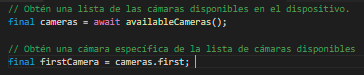 // Obtén una lista de las cámaras disponibles en el dispositivo.
final cameras = await availableCameras();
// Obtén una cámara específica de la lista de cámaras disponibles
final firstCamera = cameras.first;